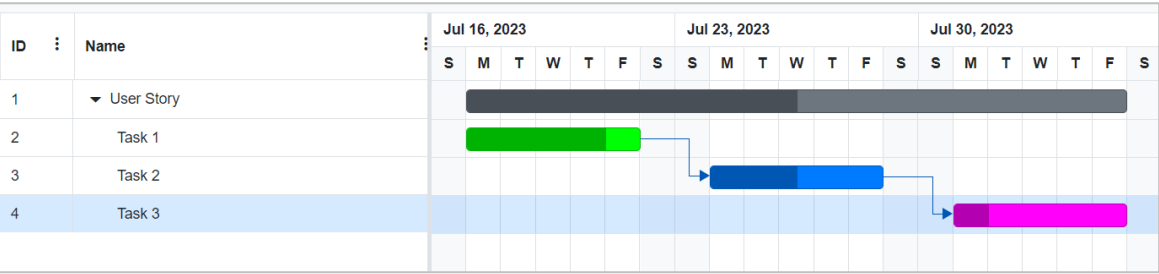 ID Name Jul 16, 2023 Jul 23, 2023 Jul 30, 2023
S M T W T F S S M T W T F S S M T W T F S
1 User Story
2 Task 1
3 Task 2
4 Task 3